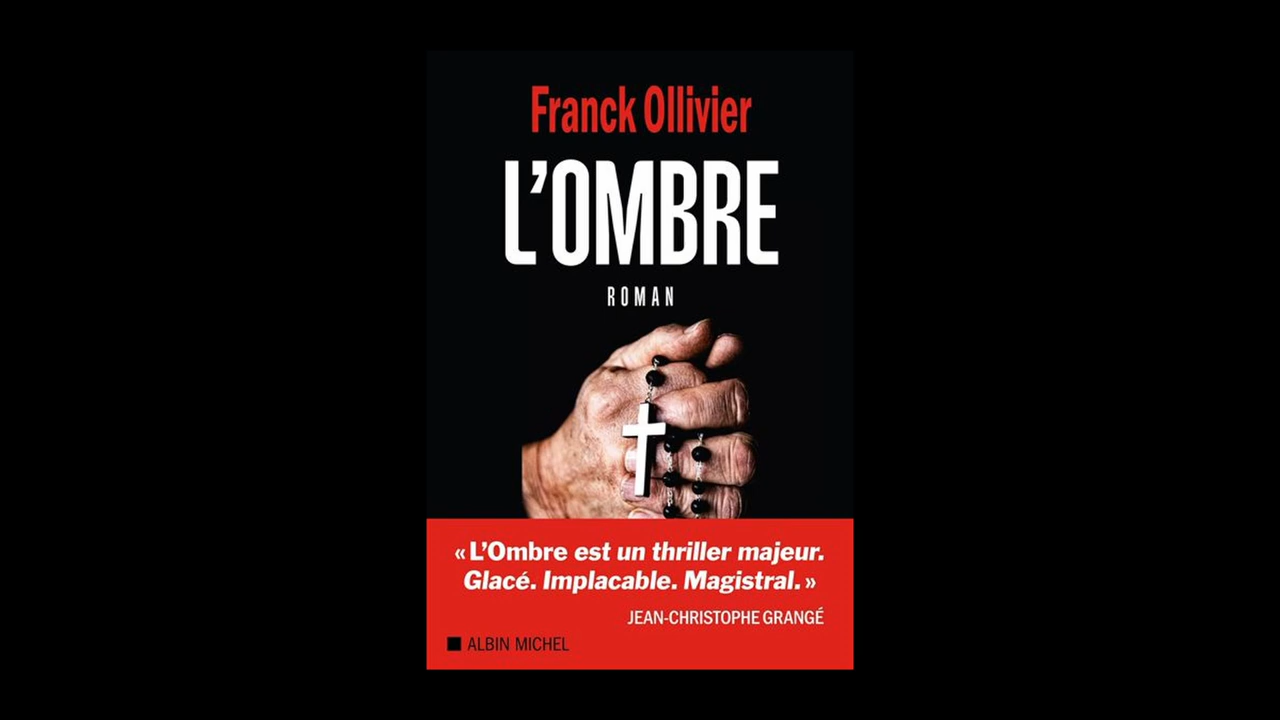 Franck Ollivier
L'OMBRE
ROMAN
« L'Ombre est un thriller majeur.
Glacé. Implacable. Magistral. »
JEAN-CHRISTOPHE GRANGÉ
ALBIN MICHEL